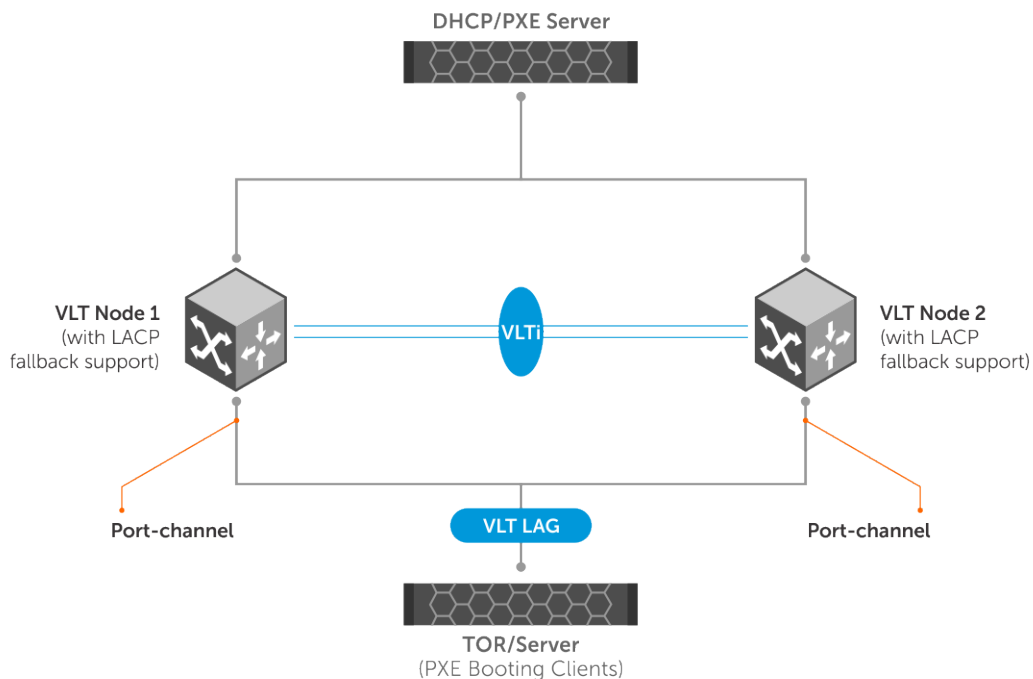 DHCP/PXE Server
VLT Node 1
(with LACP
fallback support)
VLTi
VLT Node 2
(with LACP
fallback support)
Port-channel
VLT LAG
Port-channel
TOR/Server
(PXE Booting Clients)